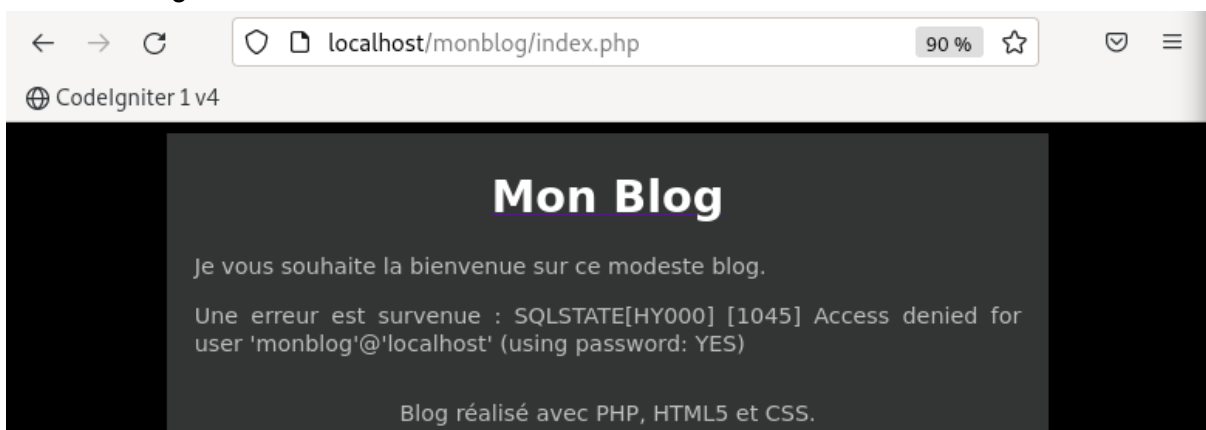 localhost/monblog/index.php
90 %
CodeIgniter 1 v4
Mon Blog
Je vous souhaite la bienvenue sur ce modeste blog.
Une erreur est survenue : SQLSTATE[HY000] [1045] Access denied for
user 'monblog'@'localhost' (using password: YES)
Blog réalisé avec PHP, HTML5 et CSS.